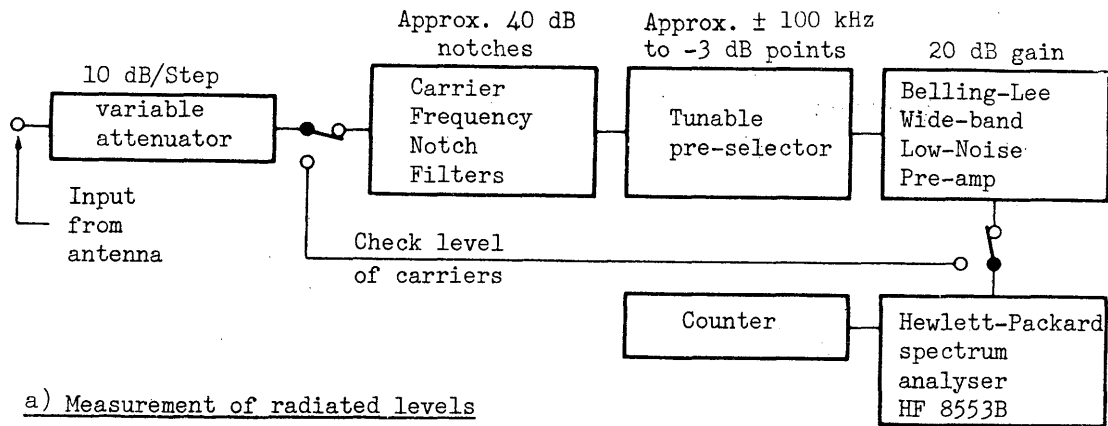 Approx. 40 dB
notches
Approx. ± 100 kHz
to -3 dB points
10 dB/Step
20 dB gain
variable
attenuator
Carrier
Frequency
Notch
Filters
Tunable
pre-selector
Belling-Lee
Wide-band
Low-Noise
Pre-amp
Input
from
antenna
Check level
of carriers
Counter
Hewlett-Packard
spectrum
analyser
HF 8553B
a) Measurement of radiated levels